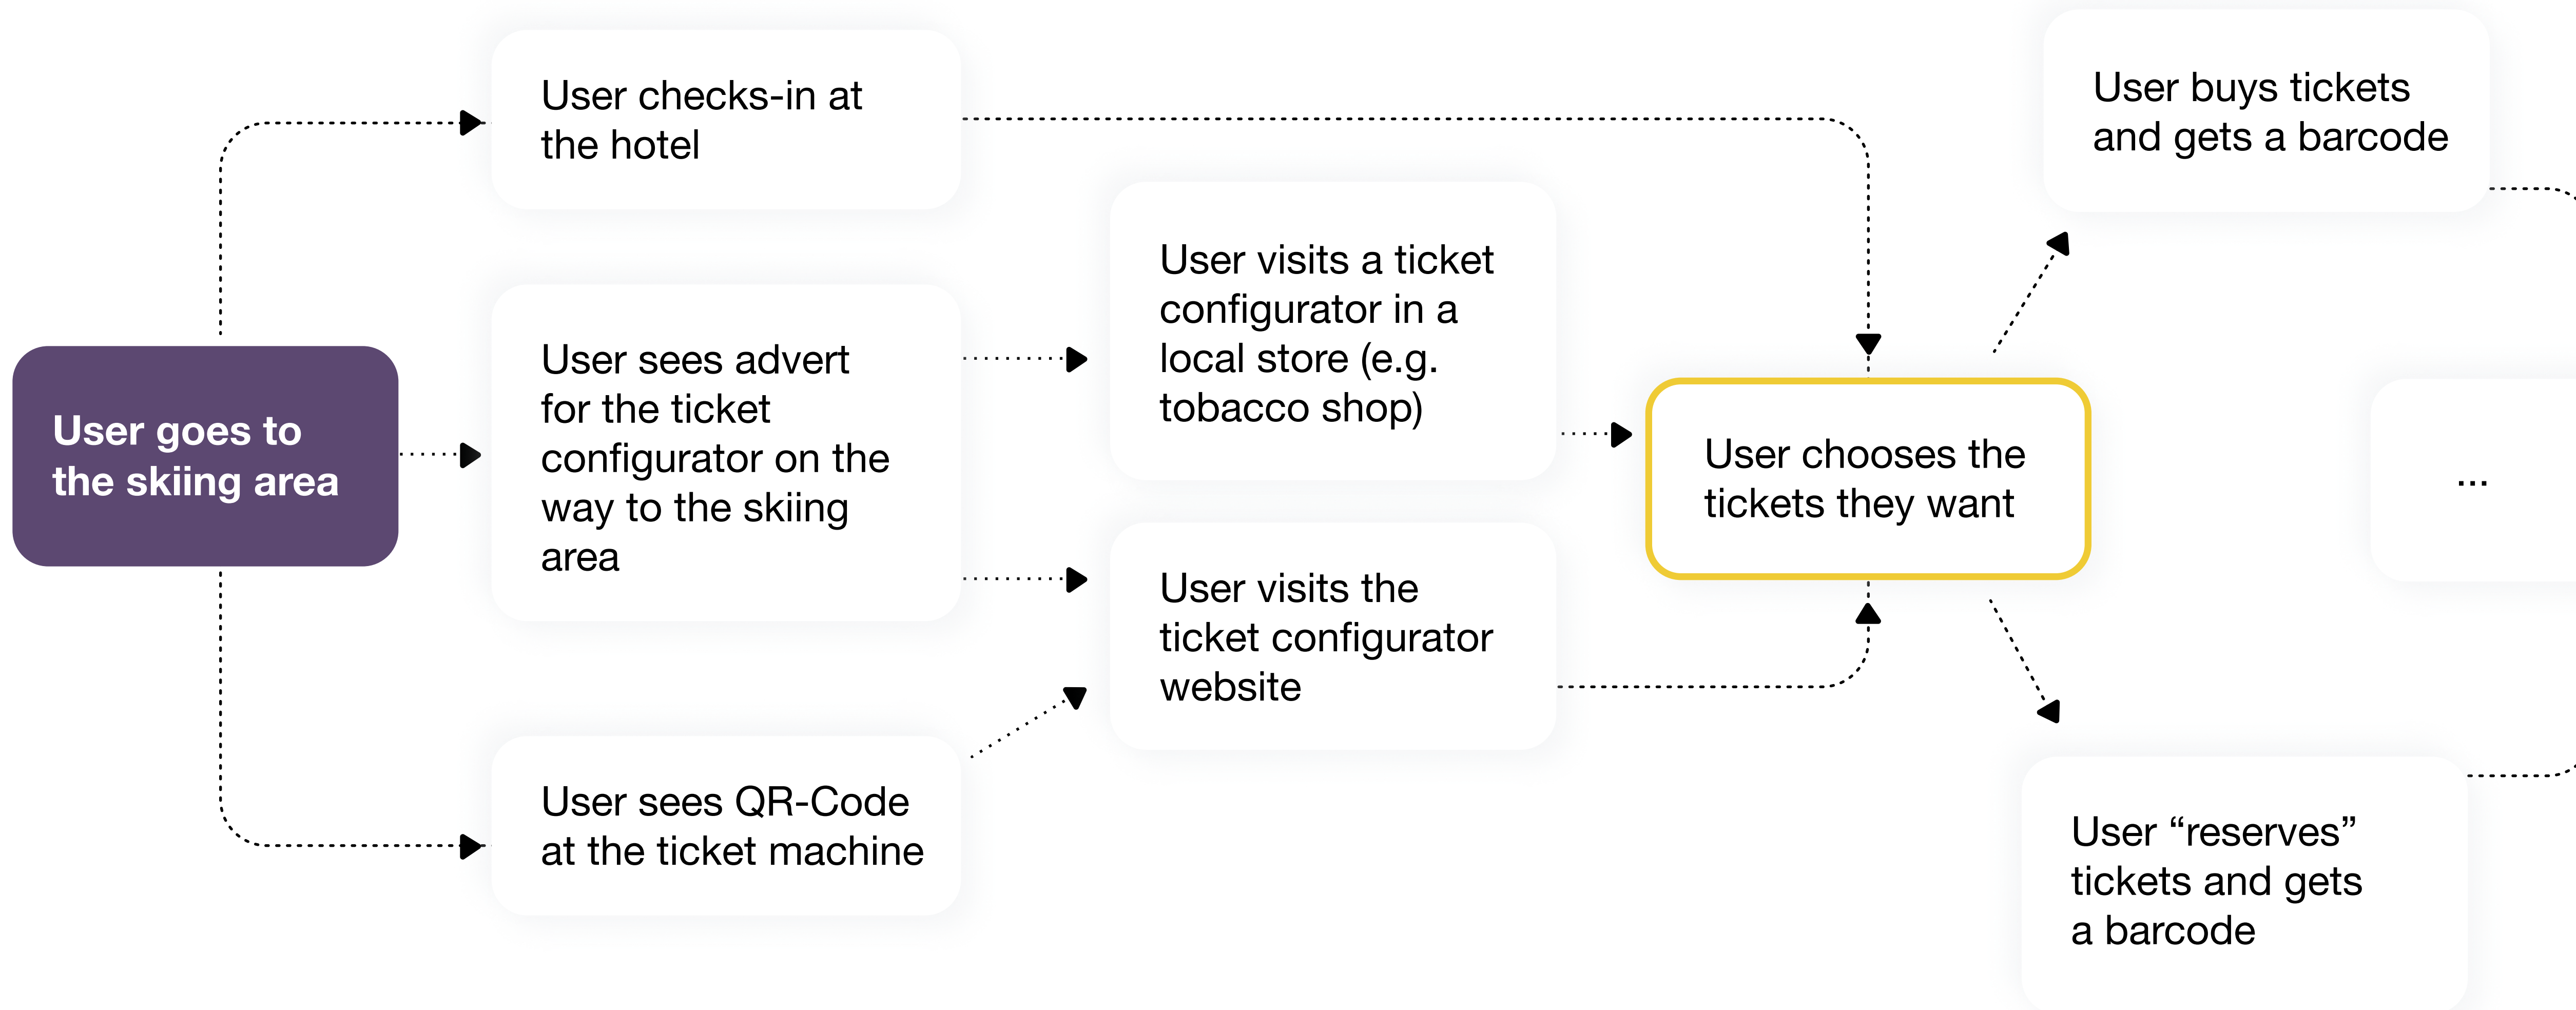 User goes to
the skiing area
User checks-in at
the hotel
User sees advert
for the ticket
configurator on the
way to the skiing
area
User sees QR-Code
at the ticket machine
User visits a ticket
configurator in a
local store (e.g.
tobacco shop)
User visits the
ticket configurator
website
User chooses the
tickets they want
User buys tickets
and gets a barcode
...
User “reserves”
tickets and gets
a barcode